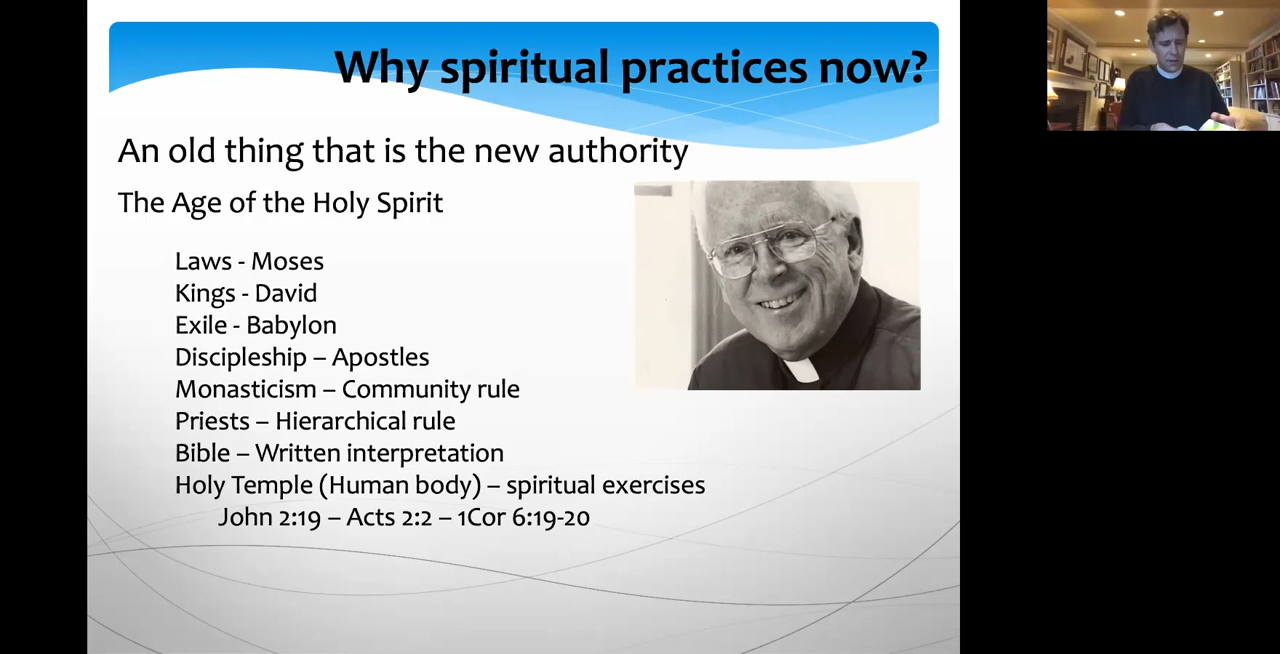 Why spiritual practices now?
An old thing that is the new authority
The Age of the Holy Spirit
Laws - Moses
Kings - David
Exile - Babylon
Discipleship – Apostles
Monasticism – Community rule
Priests – Hierarchical rule
Bible – Written interpretation
Holy Temple (Human body) – spiritual exercises
John 2:19 – Acts 2:2 – 1Cor 6:19-20